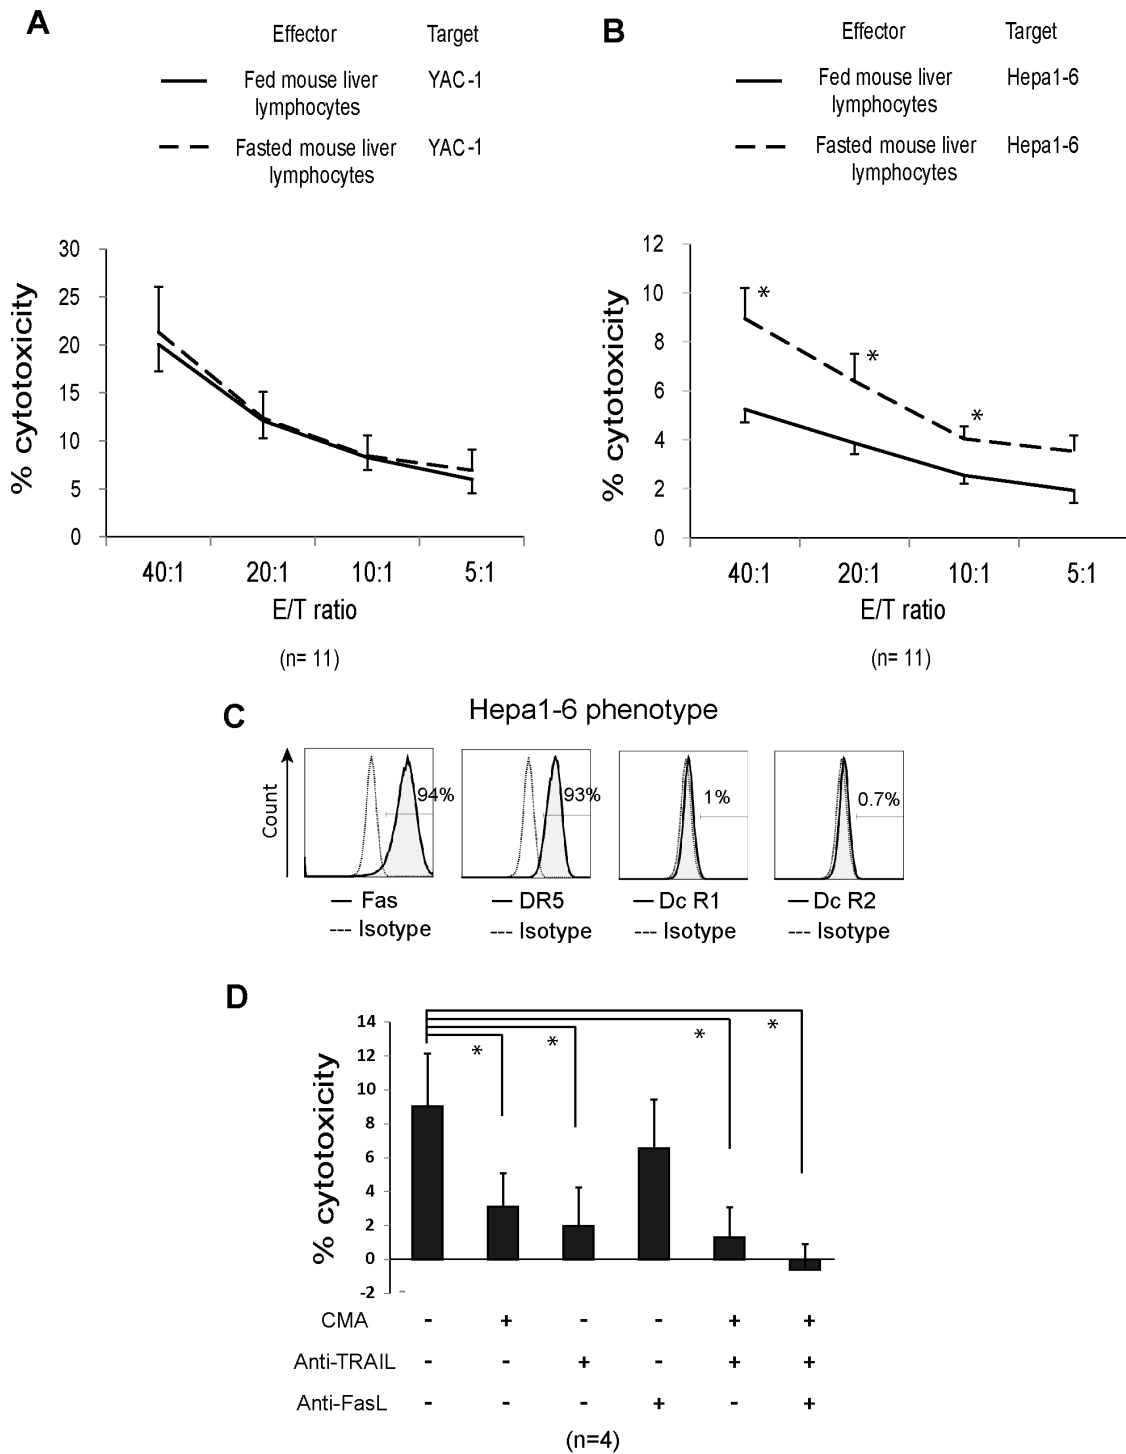 A
Effector Target
Fed mouse liver YAC-1
lymphocytes
Fasted mouse liver YAC-1
lymphocytes
% cytotoxicity
30
25
20
15
10
5
0
40:1 20:1 10:1 5:1
E/T ratio
(n= 11)
B
Effector Target
Fed mouse liver Hepa1-6
lymphocytes
Fasted mouse liver Hepa1-6
lymphocytes
% cytotoxicity
12
10
8
6
4
2
0
* * *
40:1 20:1 10:1 5:1
E/T ratio
(n= 11)
C
Hepa1-6 phenotype
Count
94% 93% 1% 0.7%
Fas DR5 Dc R1 Dc R2
--- Isotype --- Isotype --- Isotype --- Isotype
D
% cytotoxicity
14
12
10
8
6
4
2
0
-2
* * * *
CMA - + - - + +
Anti-TRAIL - - + - + +
Anti-FasL - - - + - +
(n=4)